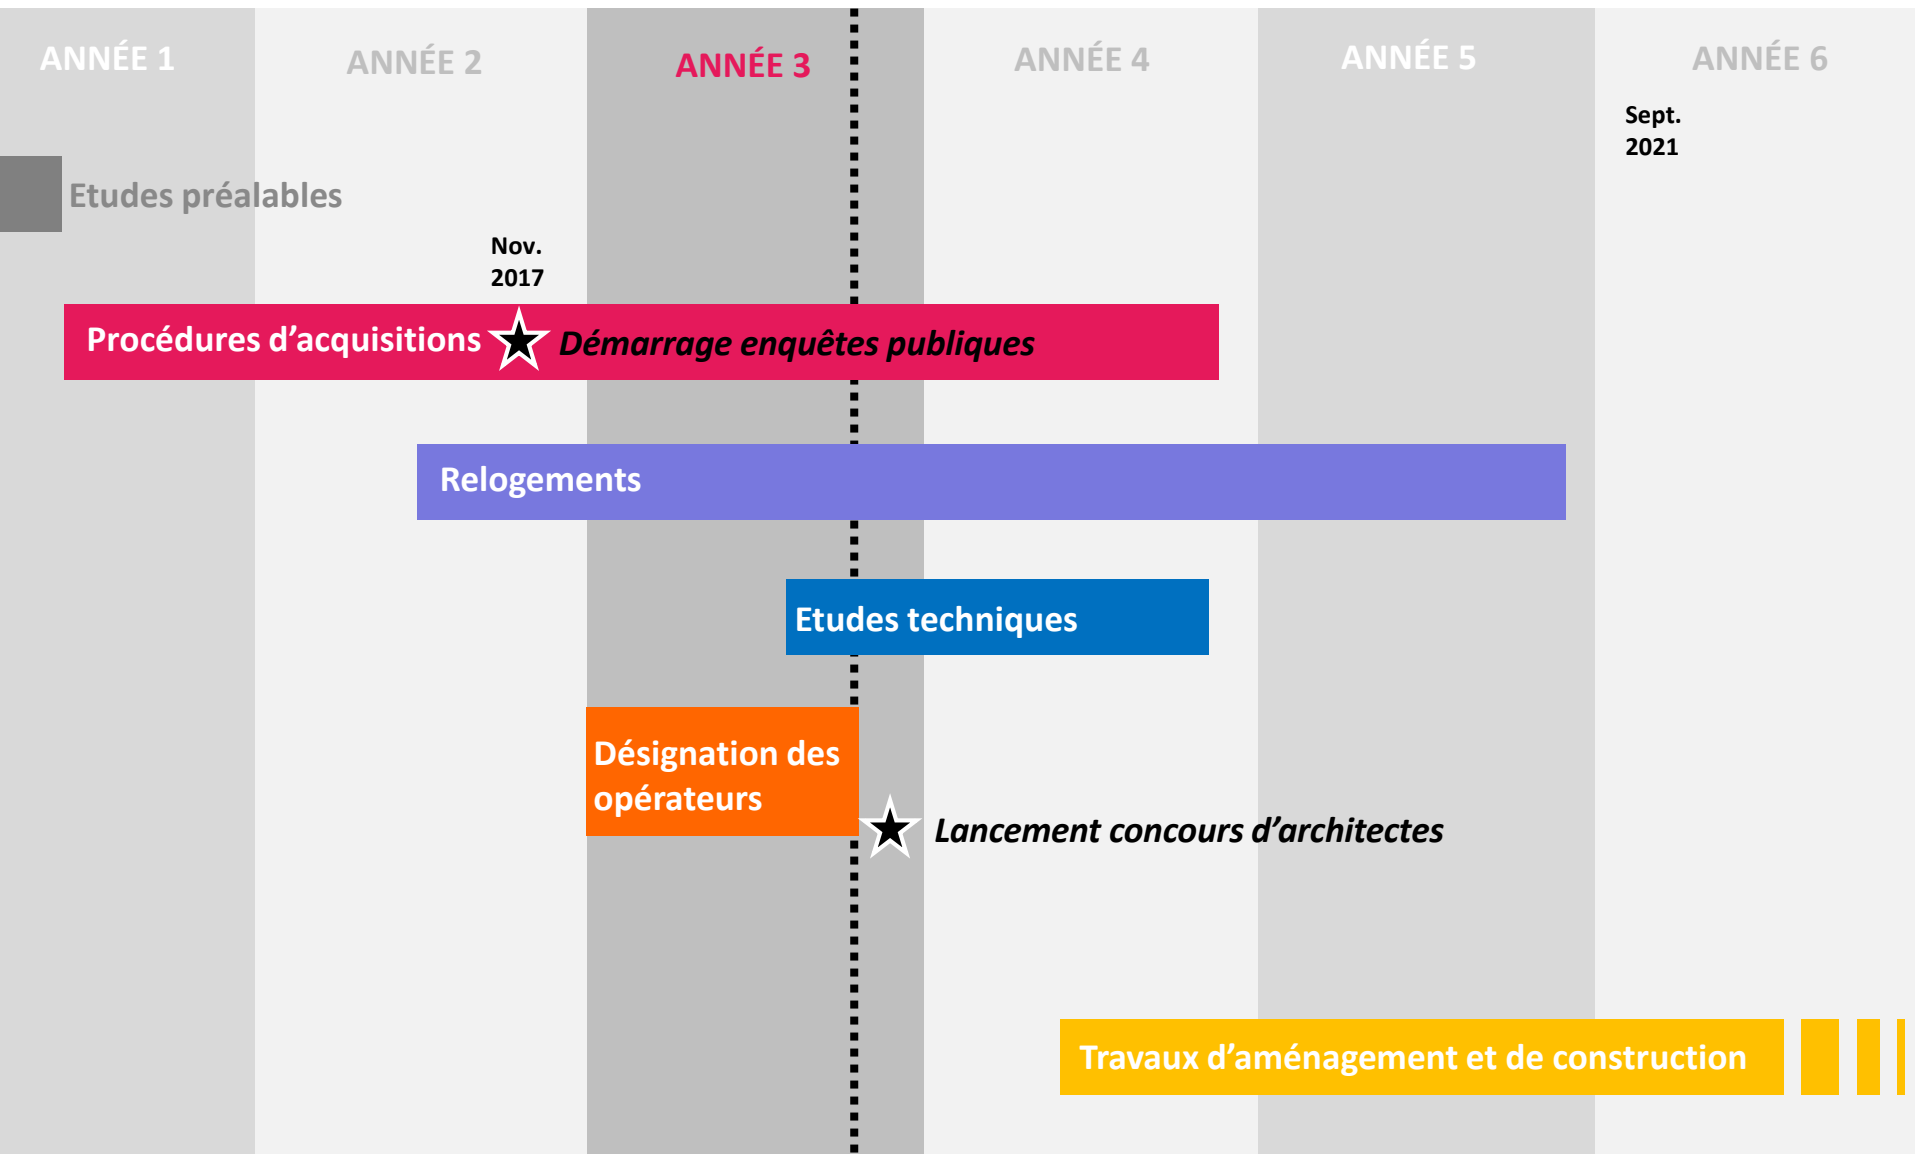 ANNÉE 1
ANNÉE 2
ANNÉE 3
ANNÉE 4
ANNÉE 5
ANNÉE 6
Sept.
2021
Etudes préalables
Nov.
2017
Procédures d’acquisitions
Démarrage enquêtes publiques
Relogements
Etudes techniques
Désignation des
opérateurs
Lancement concours d’architectes
Travaux d’aménagement et de construction